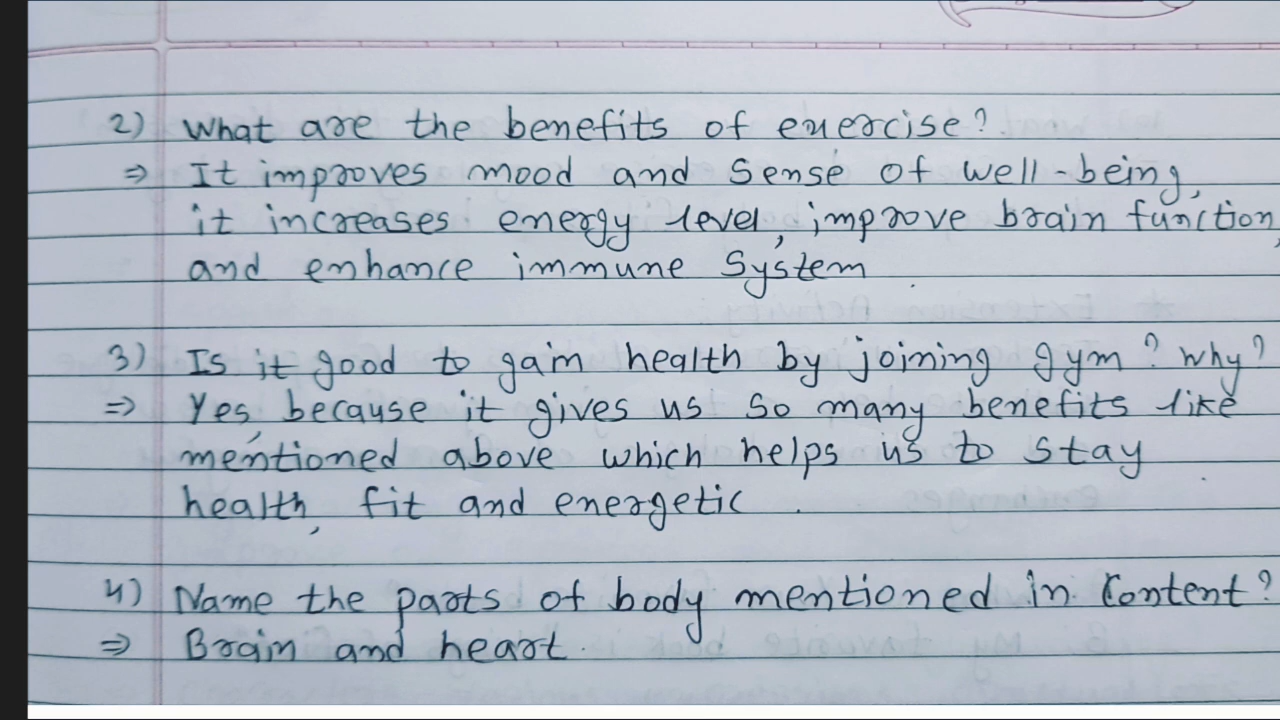 2) What are the benefits of exercise?
⇒ It improves mood and sense of well-being,
it increases energy level, improve brain function,
and enhance immune System.
3) Is it good to gain health by joining gym? why?
⇒ Yes, because it gives us so many benefits like
mentioned above which helps us to stay
health, fit and energetic.
4) Name the parts of body mentioned in Content?
⇒ Brain and heart.